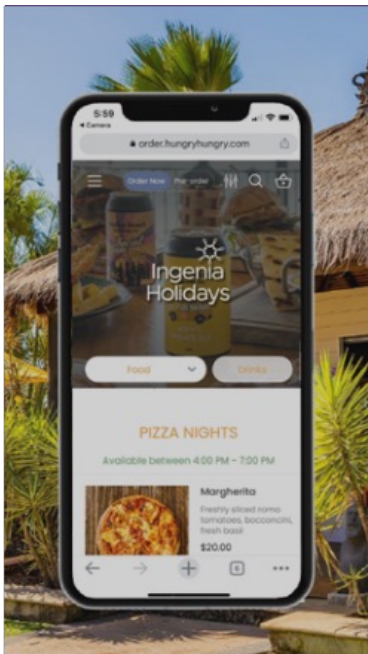 5:59
◂ Camera
order.hungryhungry.com
Order Now Pre-order
Ingenia
Holidays
Food
Drinks
PIZZA NIGHTS
Available between 4:00 PM - 7:00 PM
Margherita
Freshly sliced roma
tomatoes, bocconcini,
fresh basil
$20.00
6